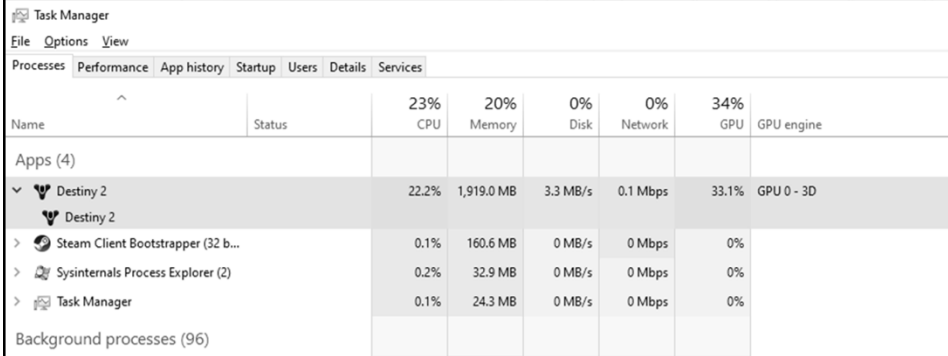 Task Manager
File Options View
Processes Performance App history Startup Users Details Services
23% 20% 0% 0% 34%
Name Status CPU Memory Disk Network GPU GPU engine
Apps (4)
Destiny 2 22.2% 1,919.0 MB 3.3 MB/s 0.1 Mbps 33.1% GPU 0 - 3D
Destiny 2
Steam Client Bootstrapper (32 b... 0.1% 160.6 MB 0 MB/s 0 Mbps 0%
Sysinternals Process Explorer (2) 0.2% 32.9 MB 0 MB/s 0 Mbps 0%
Task Manager 0.1% 24.3 MB 0 MB/s 0 Mbps 0%
Background processes (96)